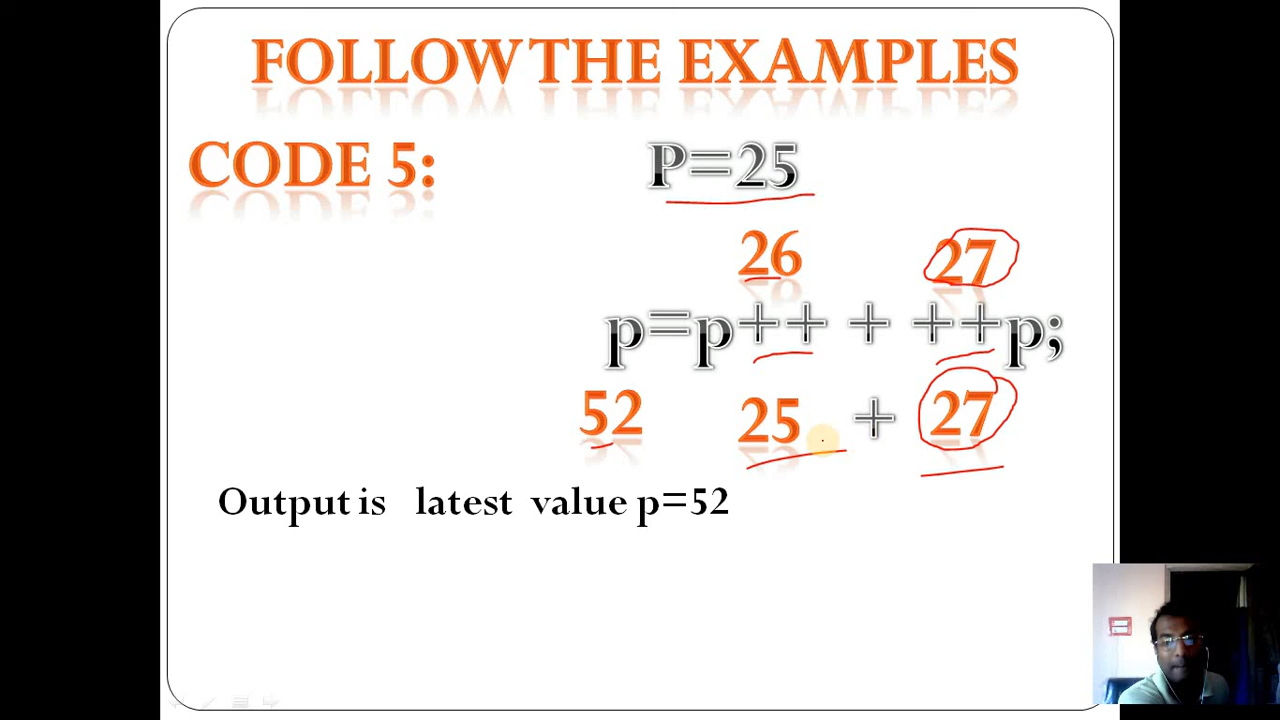 FOLLOW THE EXAMPLES
CODE 5: P=25
26 27
p=p++ + ++p;
52 25 + 27
Output is latest value p=52